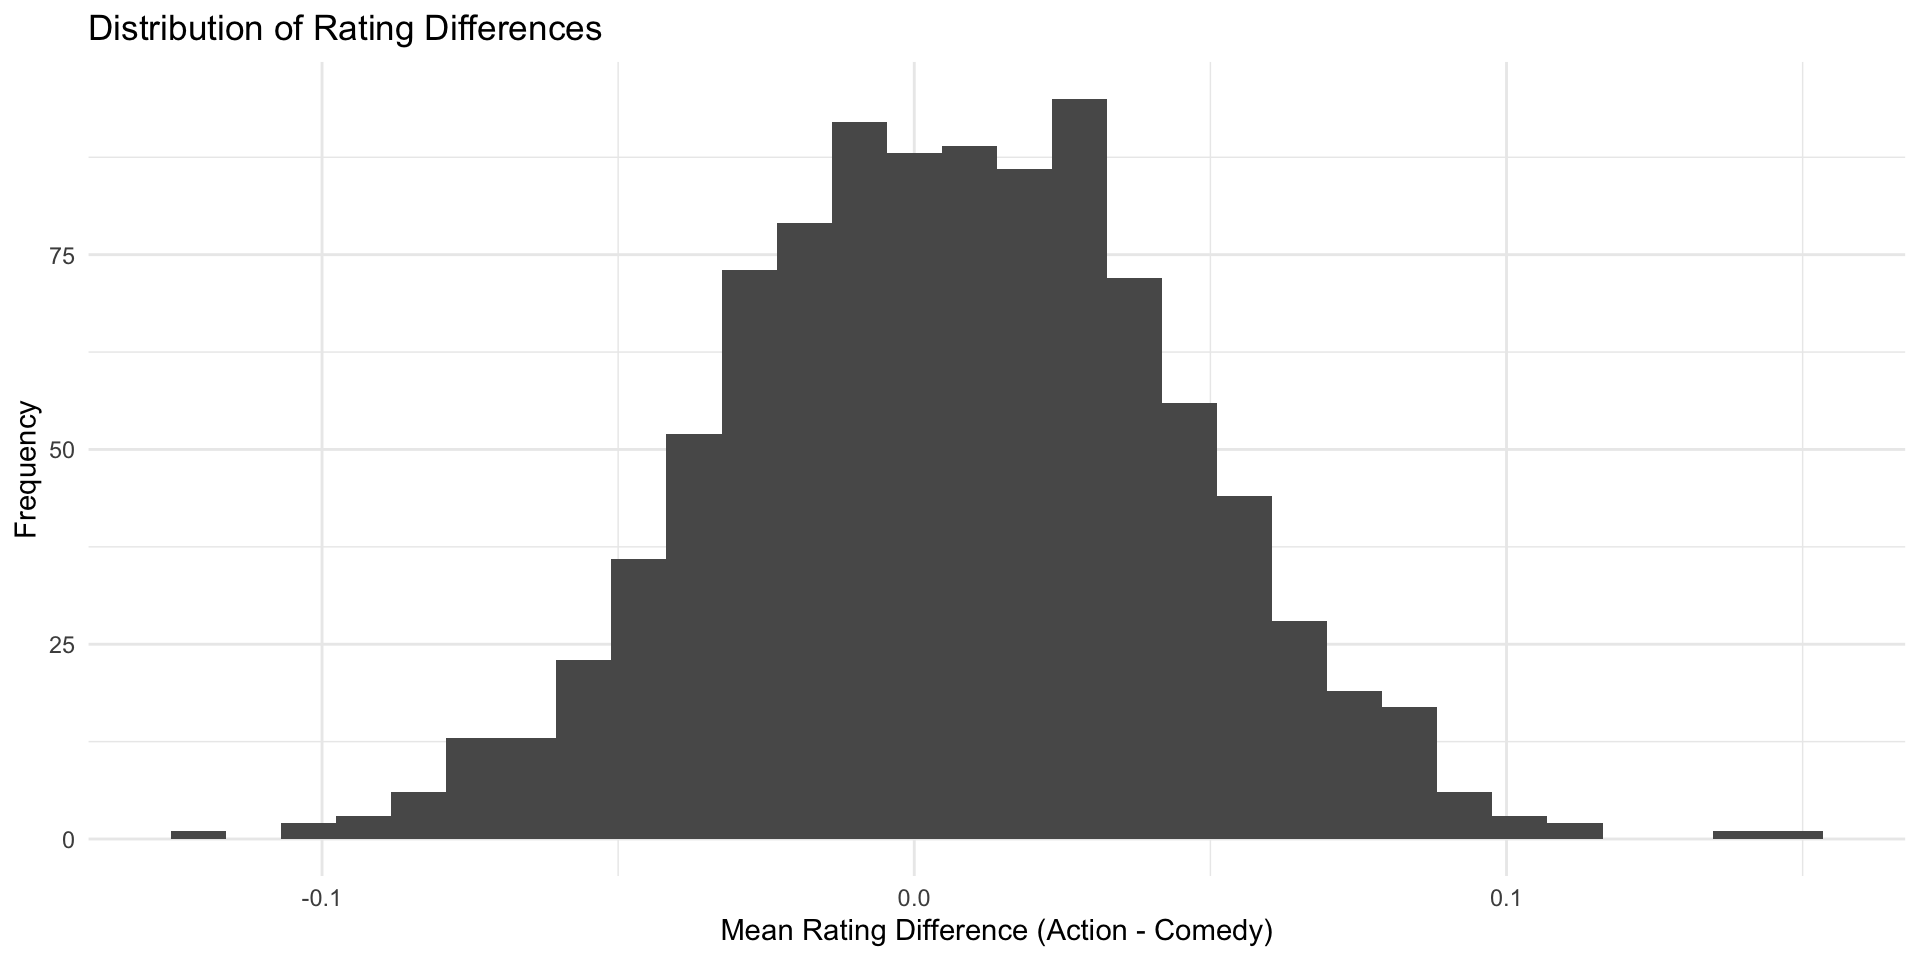 Distribution of Rating Differences
Frequency
75
50
25
0
-0.1
0.0
0.1
Mean Rating Difference (Action - Comedy)